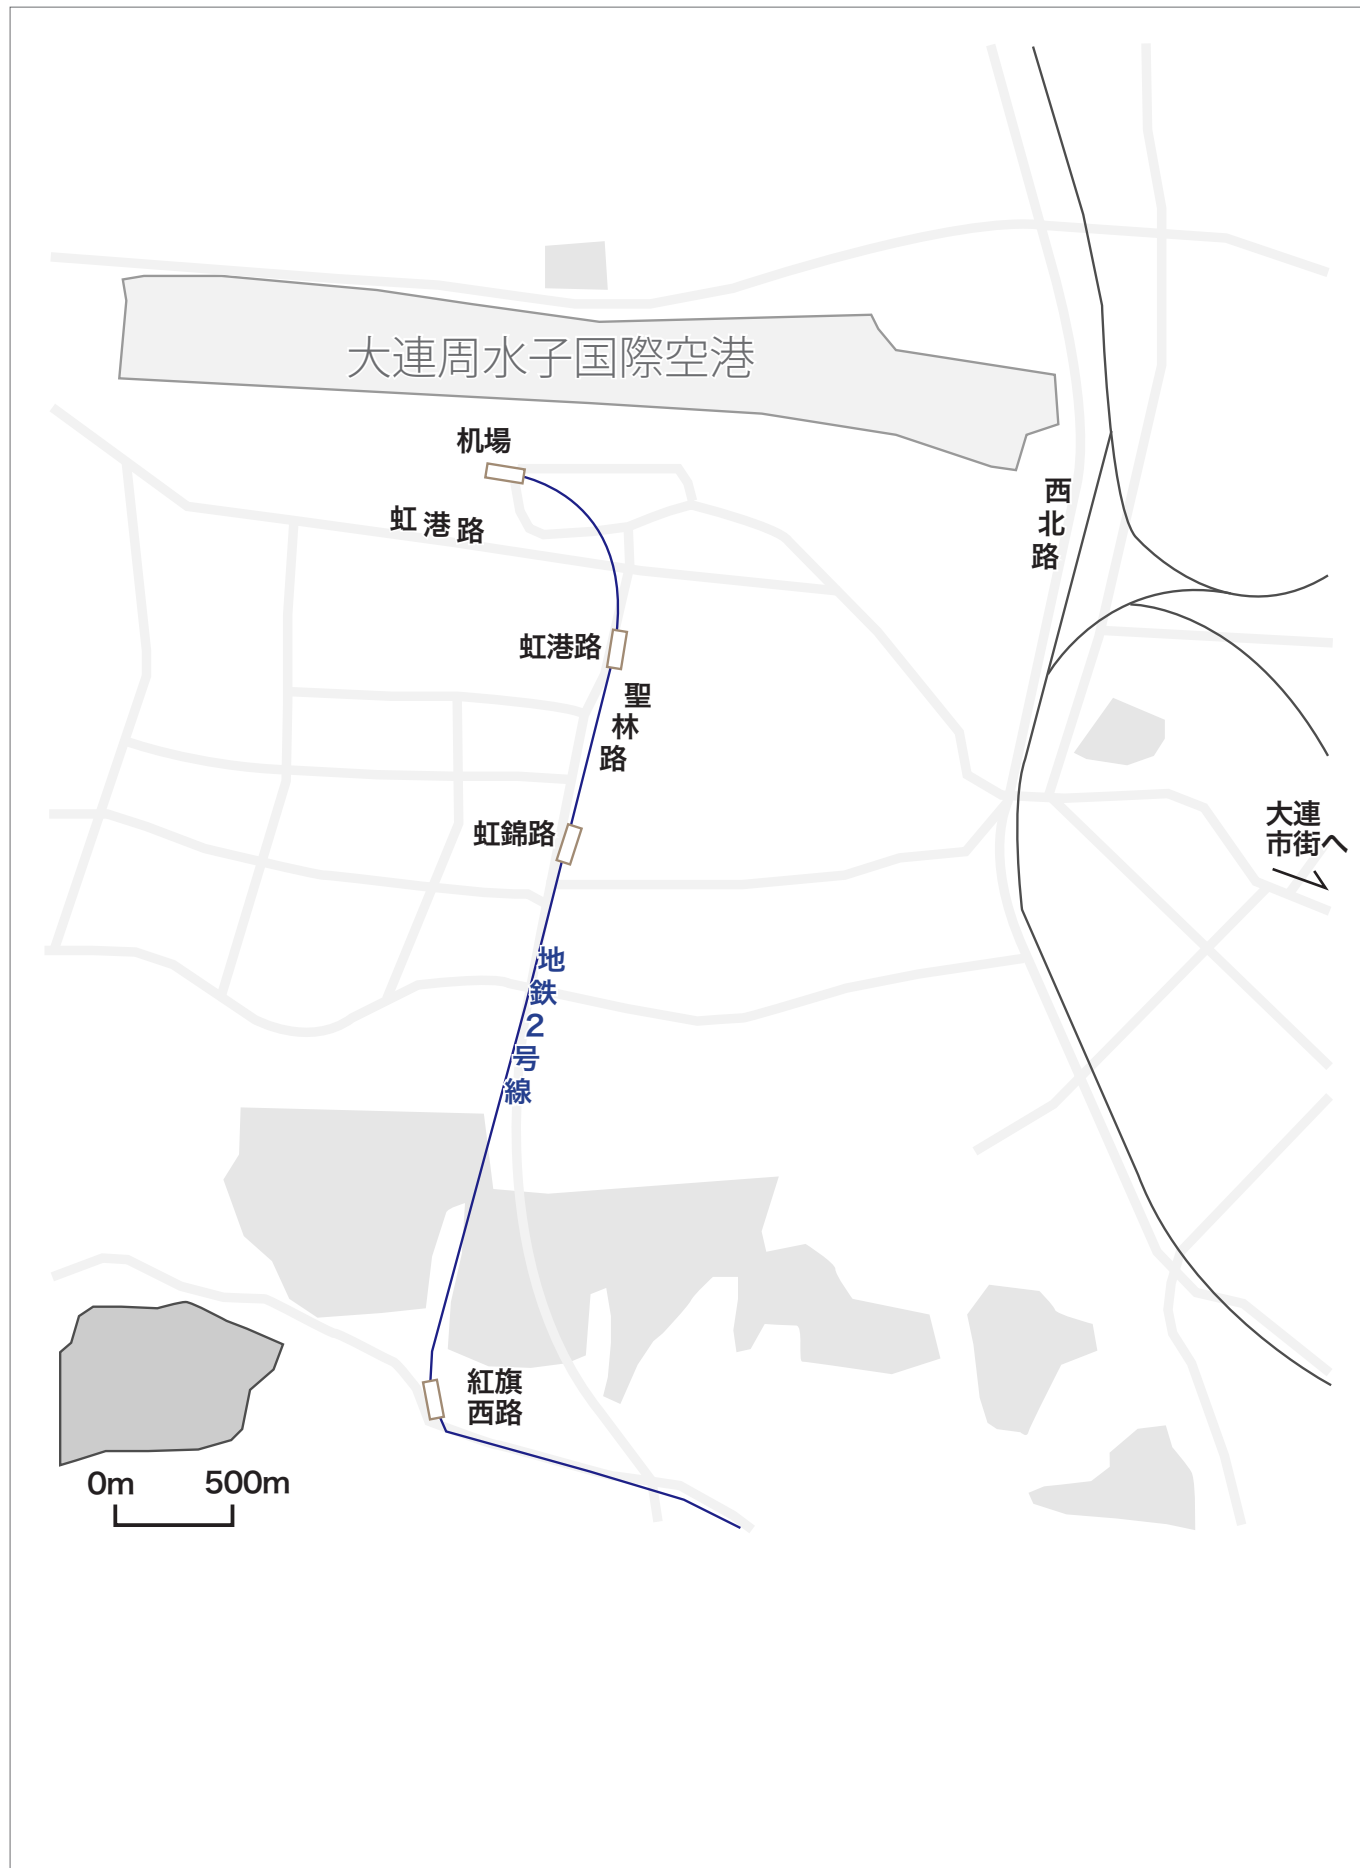 大連周水子国際空港
机場
虹港路
西北路
虹港路
聖林路
虹錦路
大連
市街へ
地鉄2号線
紅旗
西路
0m 500m